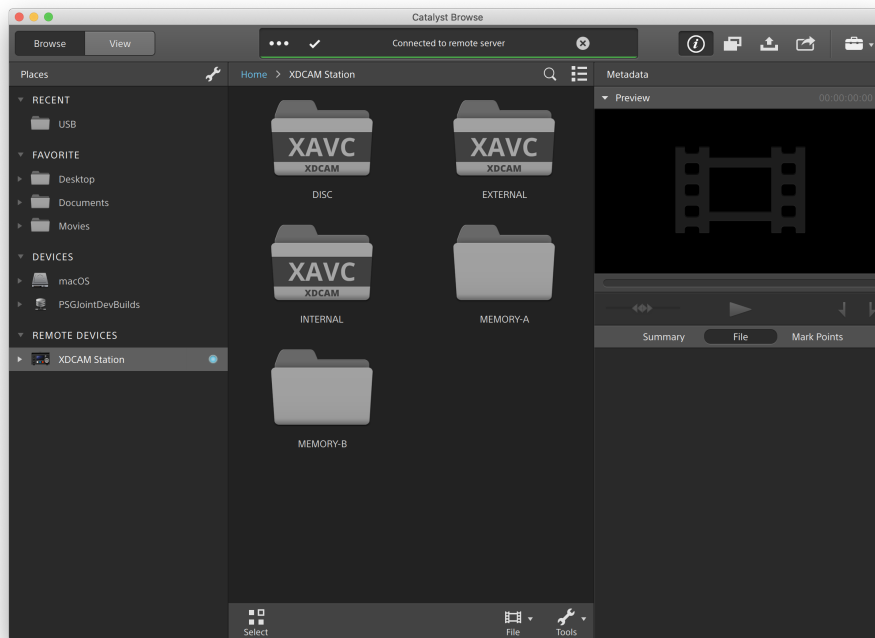 Catalyst Browse
Browse
View
Connected to remote server
Places
RECENT
USB
FAVORITE
Desktop
Documents
Movies
DEVICES
macOS
PSGJointDevBuilds
REMOTE DEVICES
XDCAM Station
Home > XDCAM Station
XAVC
XDCAM
DISC
XAVC
XDCAM
EXTERNAL
XAVC
XDCAM
INTERNAL
MEMORY-A
MEMORY-B
Select
File
Tools
Metadata
Preview
00:00:00:00
Summary
File
Mark Points